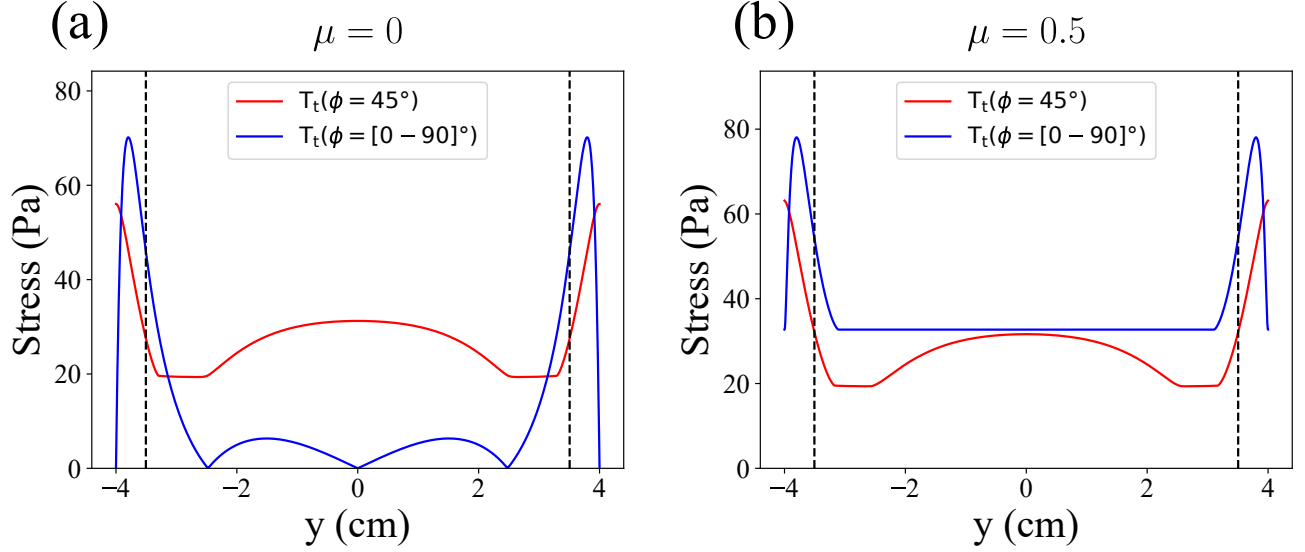 (a)
μ = 0
T_t(ϕ = 45°)
T_t(ϕ = [0 − 90]°)
Stress (Pa)
80
60
40
20
0
−4 −2 0 2 4
y (cm)
(b)
μ = 0.5
T_t(ϕ = 45°)
T_t(ϕ = [0 − 90]°)
Stress (Pa)
80
60
40
20
0
−4 −2 0 2 4
y (cm)